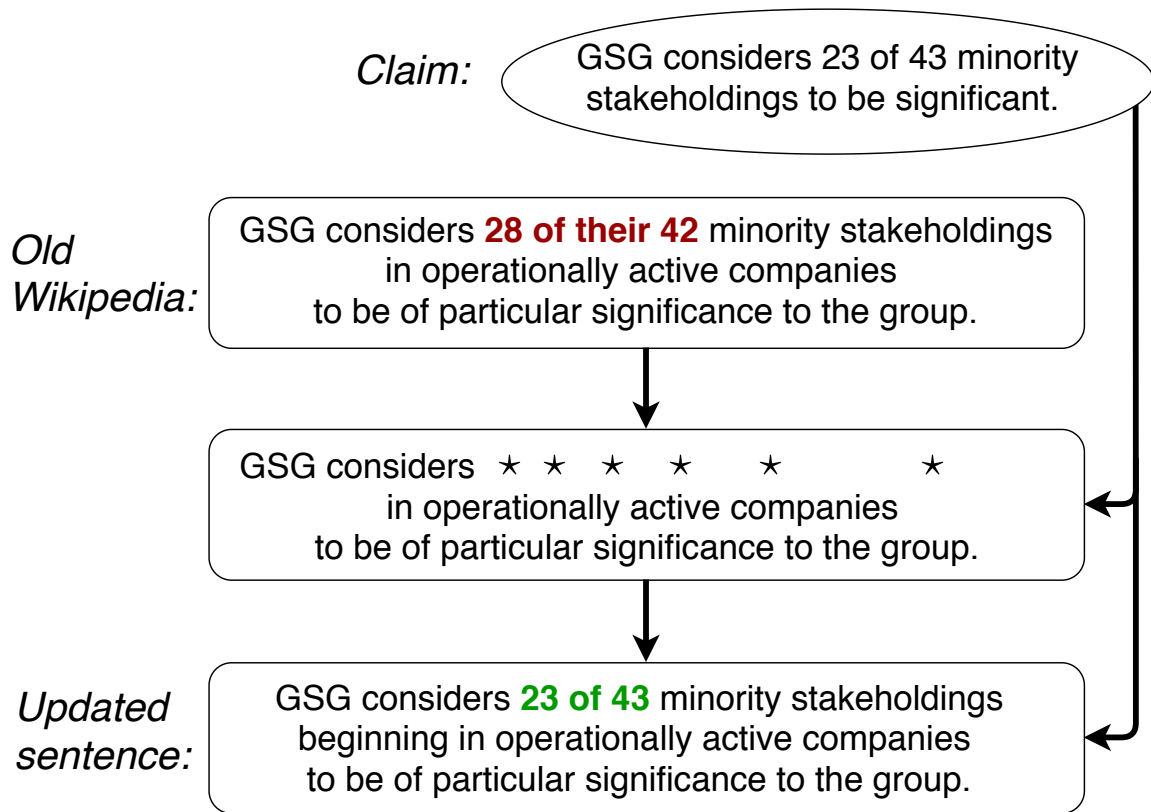 Claim:
GSG considers 23 of 43 minority
stakeholdings to be significant.
Old
Wikipedia:
GSG considers 28 of their 42 minority stakeholdings
in operationally active companies
to be of particular significance to the group.
GSG considers ⋆ ⋆ ⋆ ⋆ ⋆ ⋆
in operationally active companies
to be of particular significance to the group.
Updated
sentence:
GSG considers 23 of 43 minority stakeholdings
beginning in operationally active companies
to be of particular significance to the group.